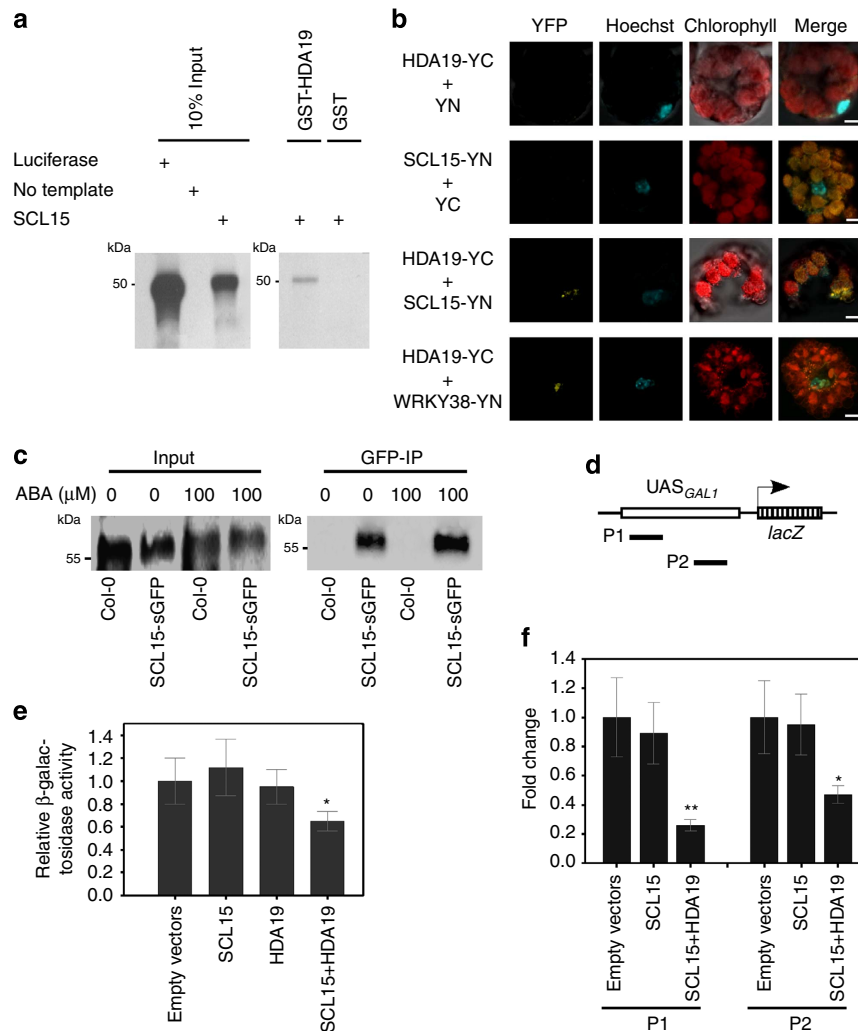 a
10% Input
GST-HDA19
GST
Luciferase +
No template +
SCL15 + + +
kDa
50
kDa
50
b
YFP Hoechst Chlorophyll Merge
HDA19-YC
+
YN
SCL15-YN
+
YC
HDA19-YC
+
SCL15-YN
HDA19-YC
+
WRKY38-YN
c
Input GFP-IP
ABA (μM) 0 0 100 100 0 0 100 100
kDa
55
kDa
55
Col-0
SCL15-sGFP
Col-0
SCL15-sGFP
Col-0
SCL15-sGFP
Col-0
SCL15-sGFP
d
UAS GAL1
lacZ
P1
P2
e
Relative β-galac-
tosidase activity
1.4
1.2
1.0
0.8
0.6
0.4
0.2
0.0
*
Empty vectors
SCL15
HDA19
SCL15+HDA19
f
Fold change
1.4
1.2
1.0
0.8
0.6
0.4
0.2
0.0
**
*
Empty vectors
SCL15
SCL15+HDA19
Empty vectors
SCL15
SCL15+HDA19
P1 P2